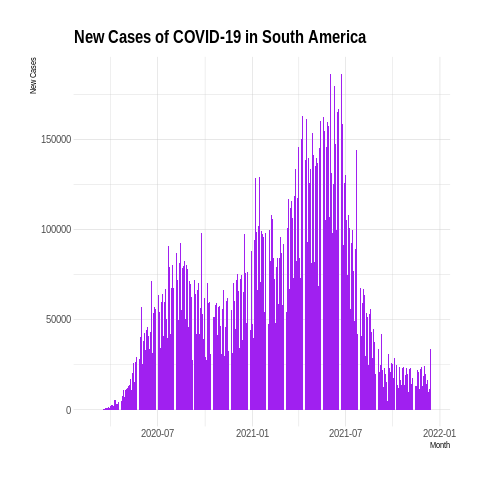 New Cases of COVID-19 in South America
New Cases
150000
100000
50000
0
2020-07
2021-01
2021-07
2022-01
Month